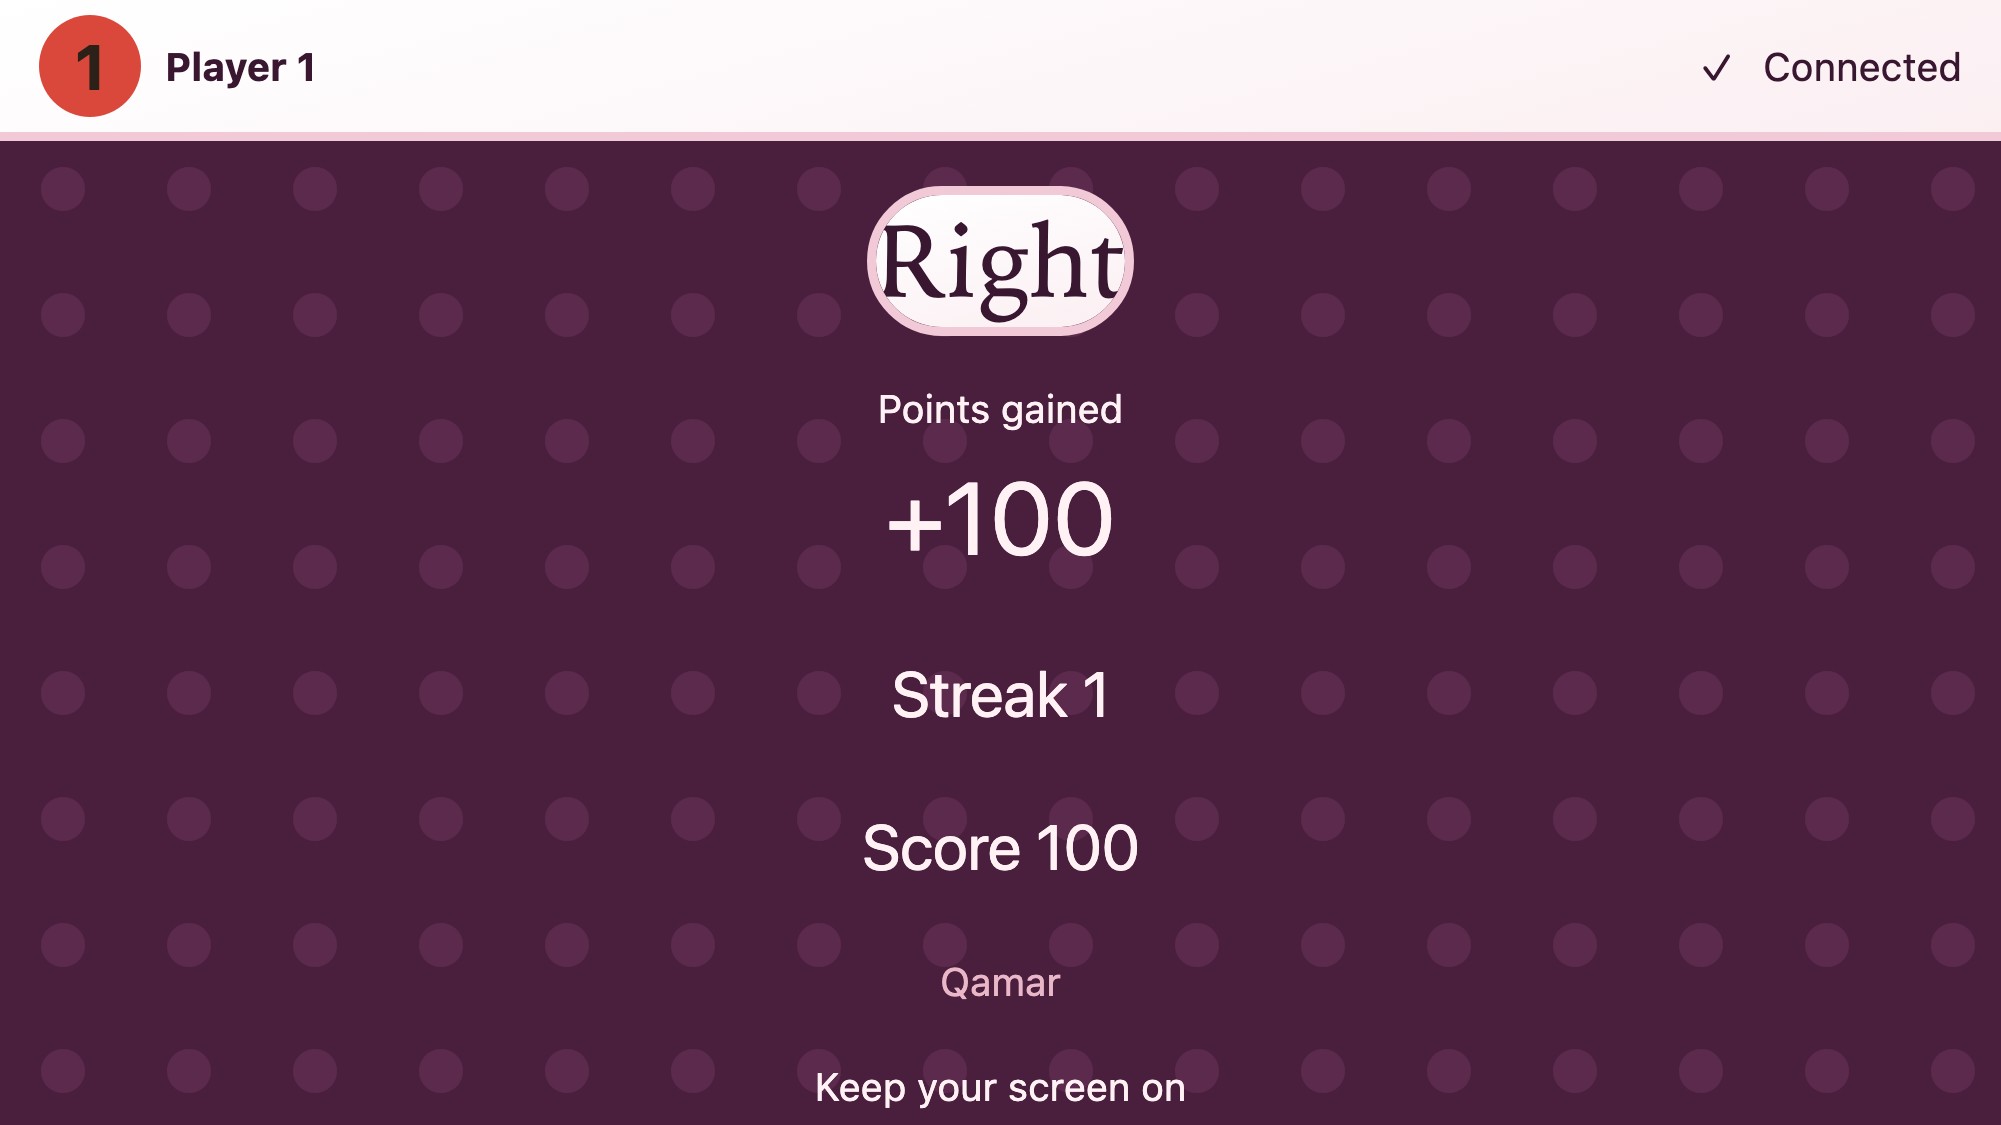 1
Player 1
✓ Connected
Right
Points gained
+100
Streak 1
Score 100
Qamar
Keep your screen on